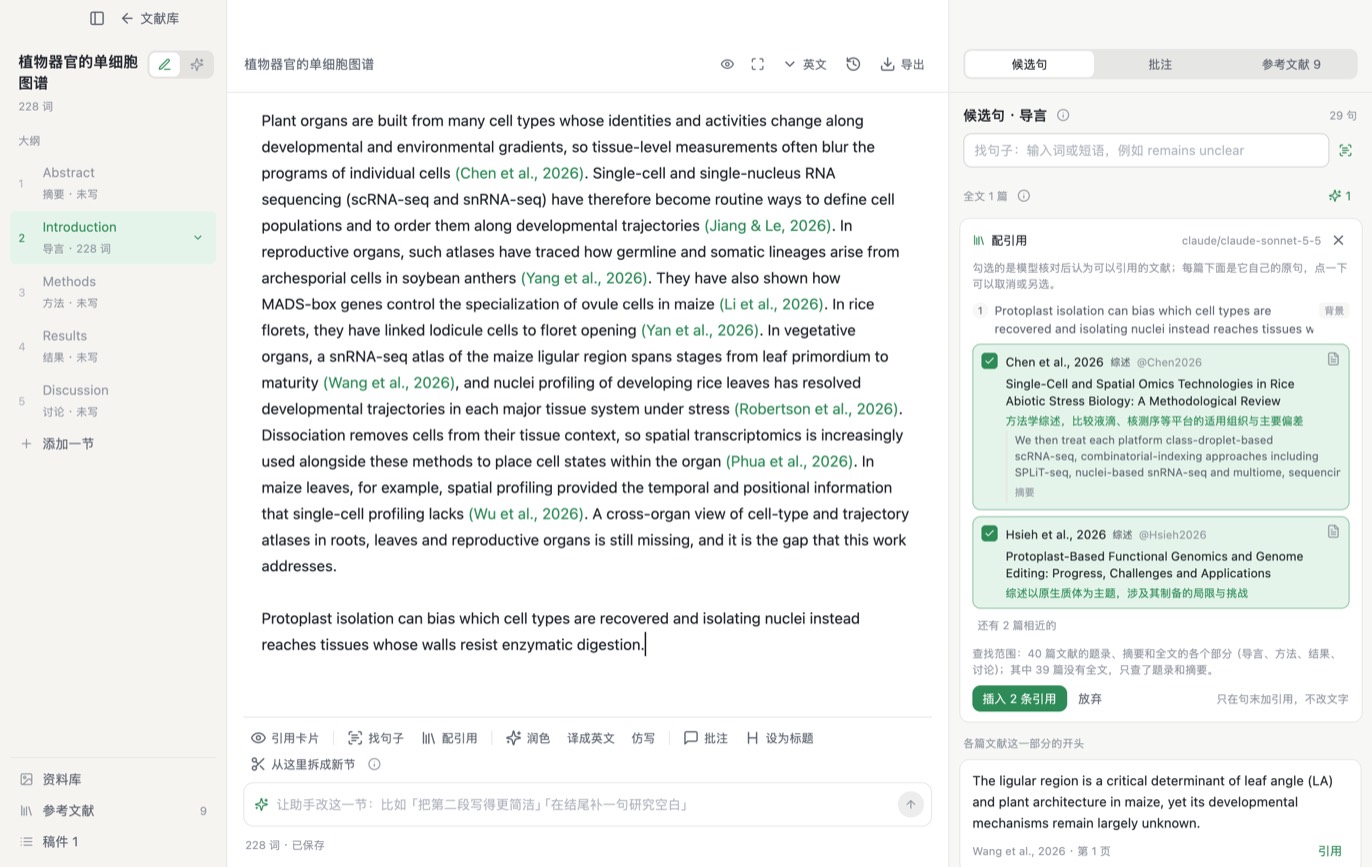 文献库
植物器官的单细胞
图谱
228 词
大纲
1 Abstract
摘要 · 未写
2 Introduction
导言 · 228 词
3 Methods
方法 · 未写
4 Results
结果 · 未写
5 Discussion
讨论 · 未写
添加一节
资料库
参考文献 9
稿件 1
植物器官的单细胞图谱
英文
导出
Plant organs are built from many cell types whose identities and activities change along
developmental and environmental gradients, so tissue-level measurements often blur the
programs of individual cells (Chen et al., 2026). Single-cell and single-nucleus RNA
sequencing (scRNA-seq and snRNA-seq) have therefore become routine ways to define cell
populations and to order them along developmental trajectories (Jiang & Le, 2026). In
reproductive organs, such atlases have traced how germline and somatic lineages arise from
archesporial cells in soybean anthers (Yang et al., 2026). They have also shown how
MADS-box genes control the specialization of ovule cells in maize (Li et al., 2026). In rice
florets, they have linked lodicule cells to floret opening (Yan et al., 2026). In vegetative
organs, a snRNA-seq atlas of the maize ligular region spans stages from leaf primordium to
maturity (Wang et al., 2026), and nuclei profiling of developing rice leaves has resolved
developmental trajectories in each major tissue system under stress (Robertson et al., 2026).
Dissociation removes cells from their tissue context, so spatial transcriptomics is increasingly
used alongside these methods to place cell states within the organ (Phua et al., 2026). In
maize leaves, for example, spatial profiling provided the temporal and positional information
that single-cell profiling lacks (Wu et al., 2026). A cross-organ view of cell-type and trajectory
atlases in roots, leaves and reproductive organs is still missing, and it is the gap that this work
addresses.
Protoplast isolation can bias which cell types are recovered and isolating nuclei instead
reaches tissues whose walls resist enzymatic digestion.
引用卡片
找句子
配引用
润色
译成英文
仿写
批注
设为标题
从这里拆成新节
让助手改这一节：比如「把第二段写得更简洁」「在结尾补一句研究空白」
228 词 · 已保存
候选句
批注
参考文献 9
候选句 · 导言
29 句
找句子：输入词或短语，例如 remains unclear
全文 1 篇
1
配引用
claude/claude-sonnet-5-5
勾选的是模型核对后认为可以引用的文献；每篇下面是它自己的原句，点一下
可以取消或另选。
1 Protoplast isolation can bias which cell types are 背景
recovered and isolating nuclei instead reaches tissues w
Chen et al., 2026 综述 @Chen2026
Single-Cell and Spatial Omics Technologies in Rice
Abiotic Stress Biology: A Methodological Review
方法学综述，比较液滴、核测序等平台的适用组织与主要偏差
We then treat each platform class-droplet-based
scRNA-seq, combinatorial-indexing approaches including
SPLiT-seq, nuclei-based snRNA-seq and multiome, sequencin
摘要
Hsieh et al., 2026 综述 @Hsieh2026
Protoplast-Based Functional Genomics and Genome
Editing: Progress, Challenges and Applications
综述以原生质体为主题，涉及其制备的局限与挑战
还有 2 篇相近的
查找范围：40 篇文献的题录、摘要和全文的各个部分（导言、方法、结果、
讨论）；其中 39 篇没有全文，只查了题录和摘要。
插入 2 条引用
放弃
只在句末加引用，不改文字
各篇文献这一部分的开头
The ligular region is a critical determinant of leaf angle (LA)
and plant architecture in maize, yet its developmental
mechanisms remain largely unknown.
Wang et al., 2026 · 第 1 页
引用